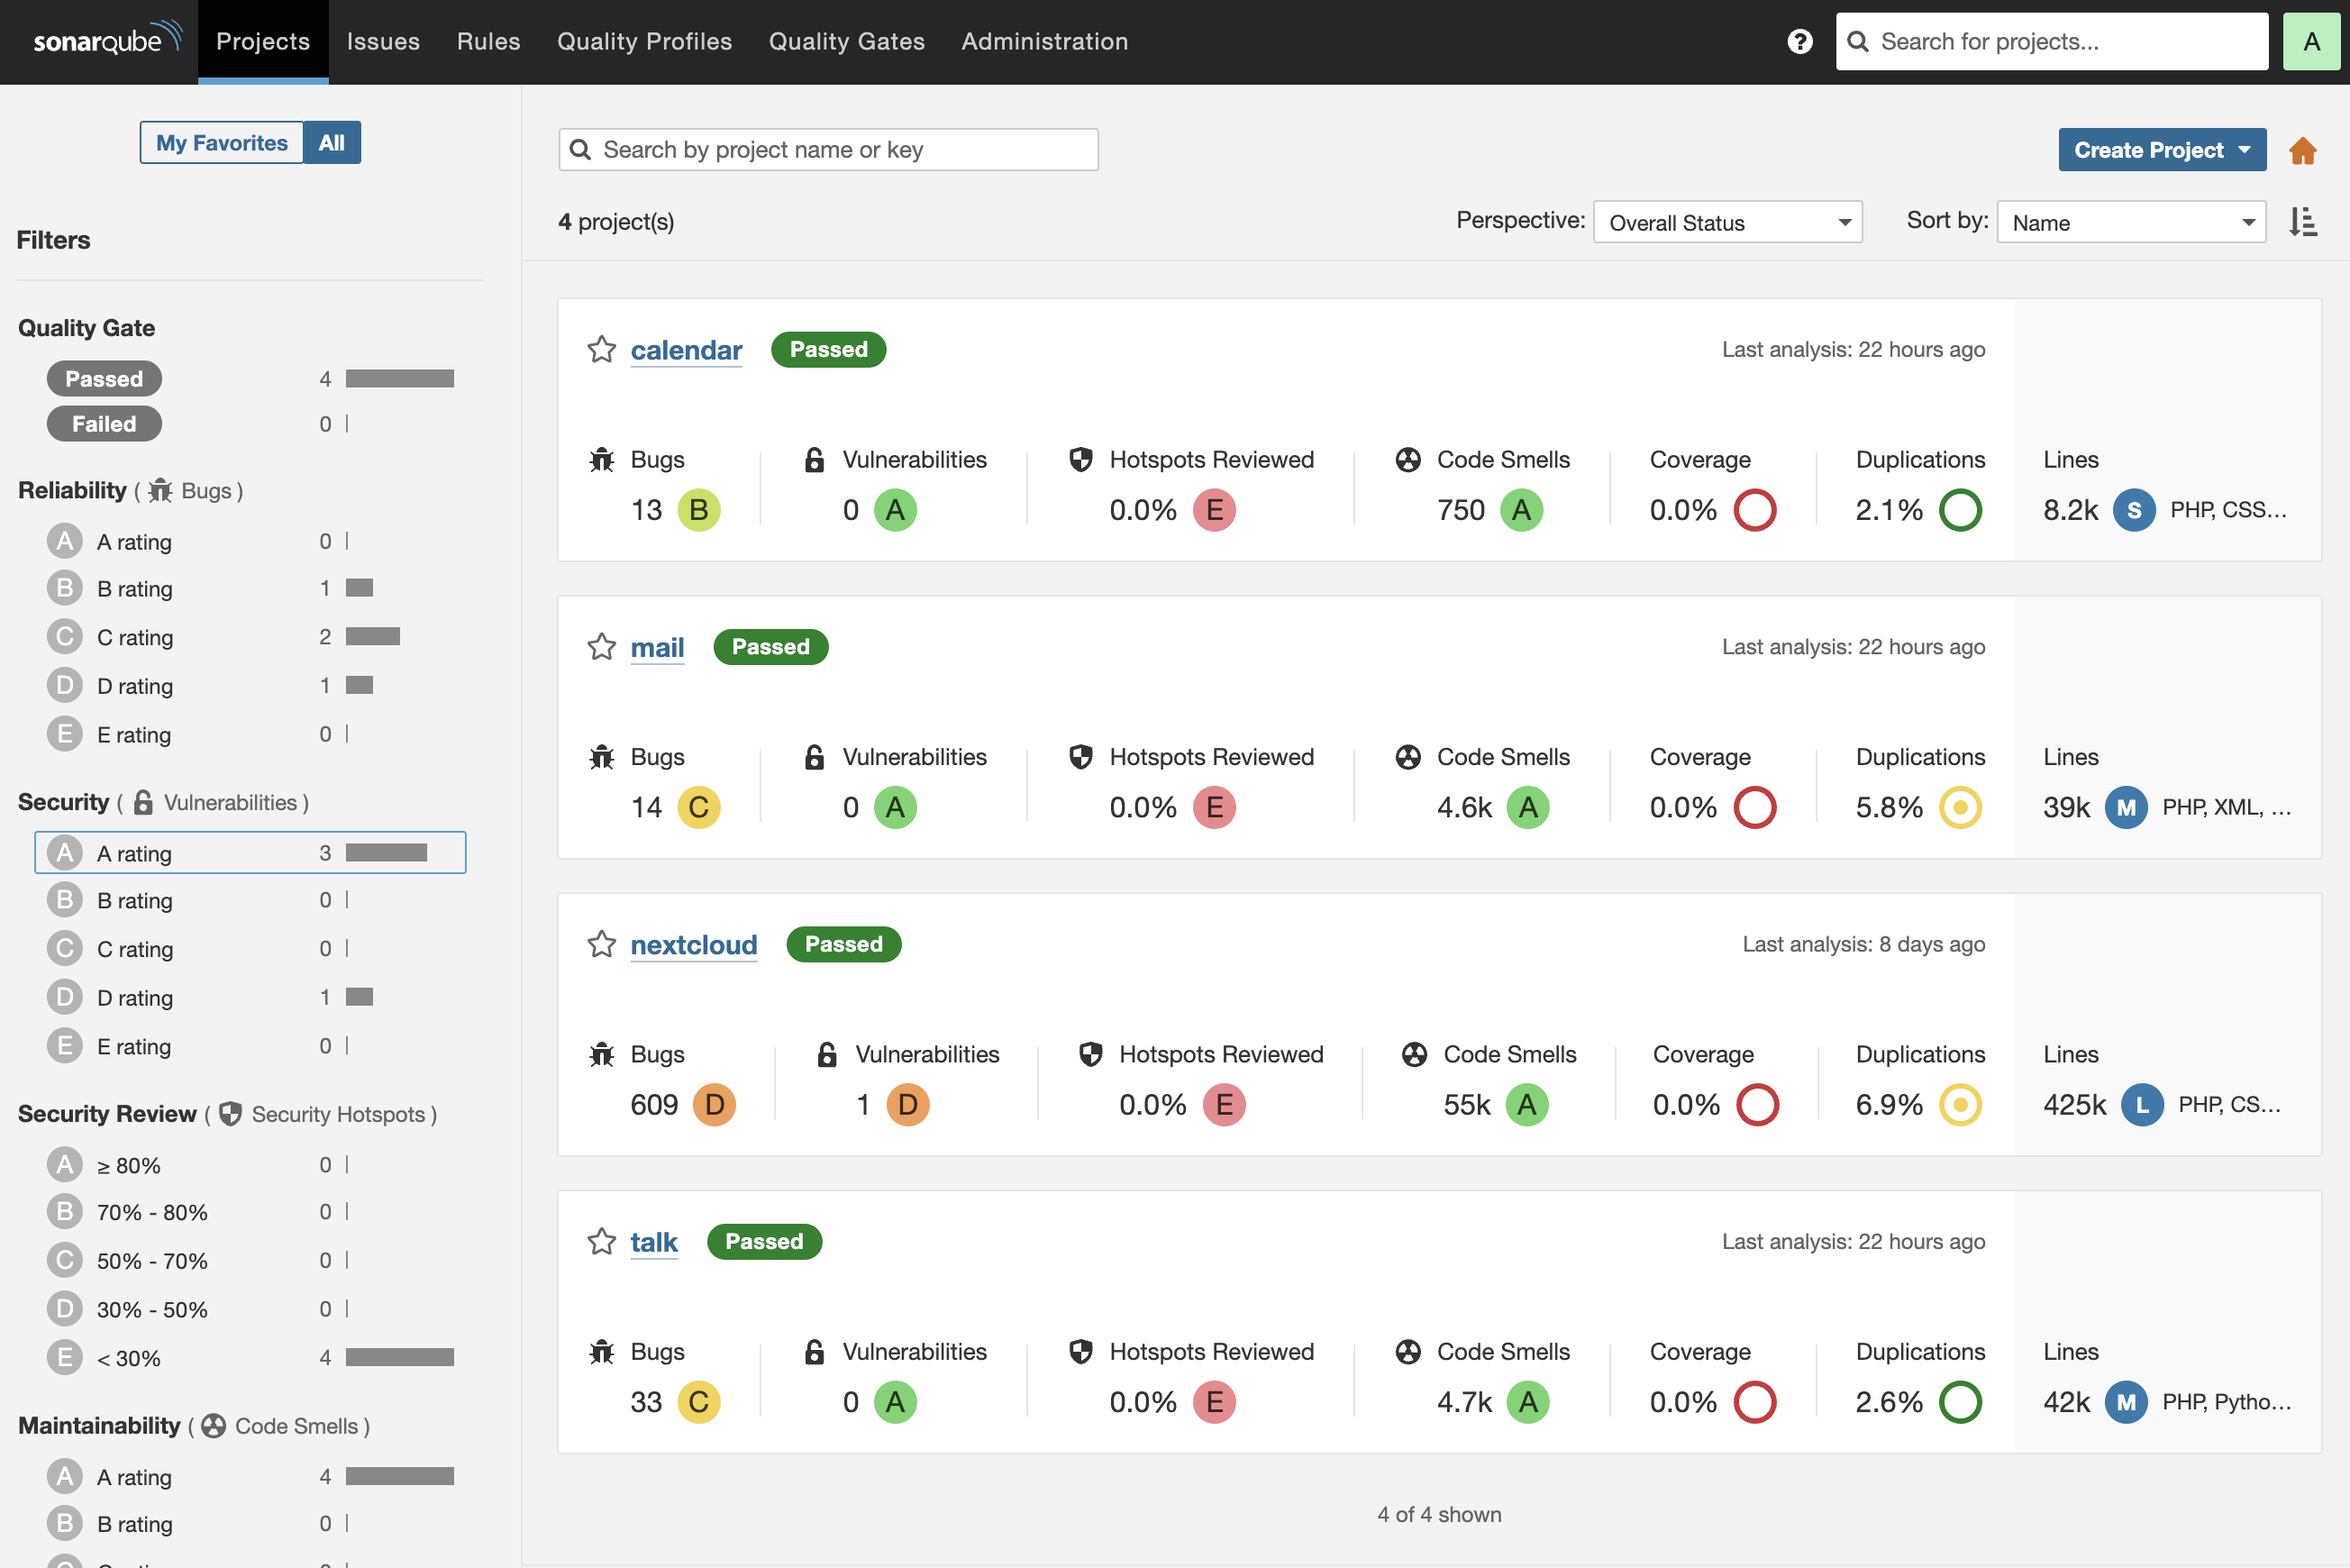 sonarqube Projects Issues Rules Quality Profiles Quality Gates Administration ? Search for projects... A
My Favorites All
Search by project name or key
Create Project
4 project(s)
Perspective: Overall Status
Sort by: Name
Filters
Quality Gate
Passed 4
Failed 0
Reliability ( Bugs )
A A rating 0
B B rating 1
C C rating 2
D D rating 1
E E rating 0
Security ( Vulnerabilities )
A A rating 3
B B rating 0
C C rating 0
D D rating 1
E E rating 0
Security Review ( Security Hotspots )
A ≥ 80% 0
B 70% - 80% 0
C 50% - 70% 0
D 30% - 50% 0
E < 30% 4
Maintainability ( Code Smells )
A A rating 4
B B rating 0
calendar Passed Last analysis: 22 hours ago
Bugs Vulnerabilities Hotspots Reviewed Code Smells Coverage Duplications Lines
13 B 0 A 0.0% E 750 A 0.0% 2.1% 8.2k S PHP, CSS...
mail Passed Last analysis: 22 hours ago
Bugs Vulnerabilities Hotspots Reviewed Code Smells Coverage Duplications Lines
14 C 0 A 0.0% E 4.6k A 0.0% 5.8% 39k M PHP, XML, ...
nextcloud Passed Last analysis: 8 days ago
Bugs Vulnerabilities Hotspots Reviewed Code Smells Coverage Duplications Lines
609 D 1 D 0.0% E 55k A 0.0% 6.9% 425k L PHP, CS...
talk Passed Last analysis: 22 hours ago
Bugs Vulnerabilities Hotspots Reviewed Code Smells Coverage Duplications Lines
33 C 0 A 0.0% E 4.7k A 0.0% 2.6% 42k M PHP, Pytho...
4 of 4 shown